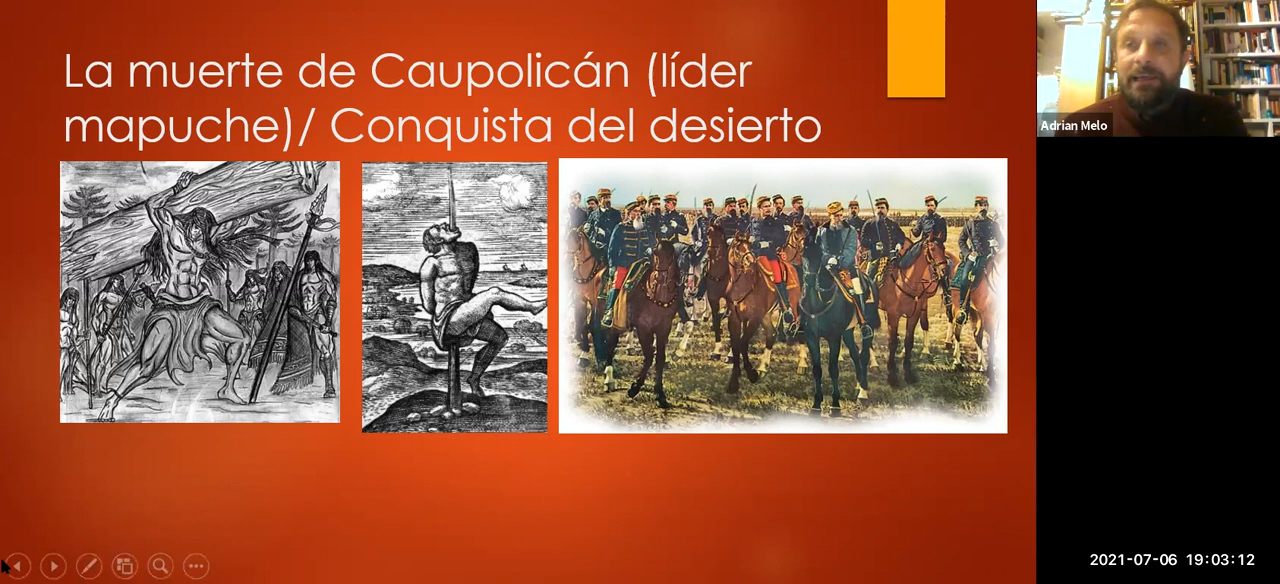 La muerte de Caupolicán (líder
mapuche)/ Conquista del desierto
Adrian Melo
2021-07-06 19:03:12